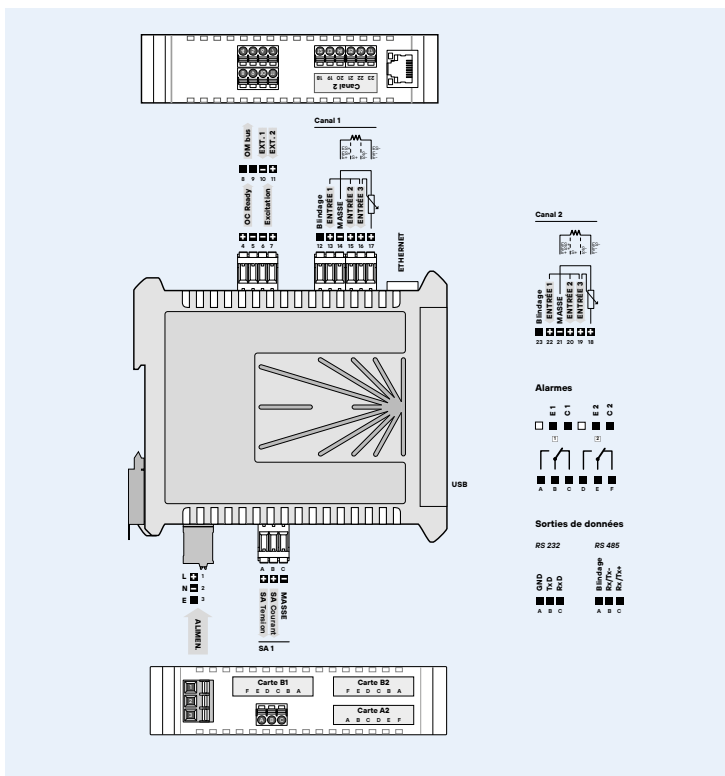 18 19 20 21 22 23
Canal 2
Canal 1
OM bus
EXT. 1
EXT. 2
8 9 10 11
OC Ready
Excitation
4 5 6 7
Blindage
ENTRÉE 1
MASSE
ENTRÉE 2
ENTRÉE 3
12 13 14 15 16 17
ETHERNET
Canal 2
Blindage
ENTRÉE 1
MASSE
ENTRÉE 2
ENTRÉE 3
23 22 21 20 19 18
Alarmes
E 1
C 1
E 2
C 2
1
2
A B C D E F
USB
Sorties de données
RS 232
RS 485
GND
TxD
RxD
A B C
Blindage
Rx/Tx-
Rx/Tx+
A B C
L 1
N 2
E 3
ALIMEN.
A B C
SA Tension
SA Courant
MASSE
SA 1
Carte B1
F E D C B A
Carte B2
F E D C B A
Carte A2
A B C D E F
1
2
3
A B C